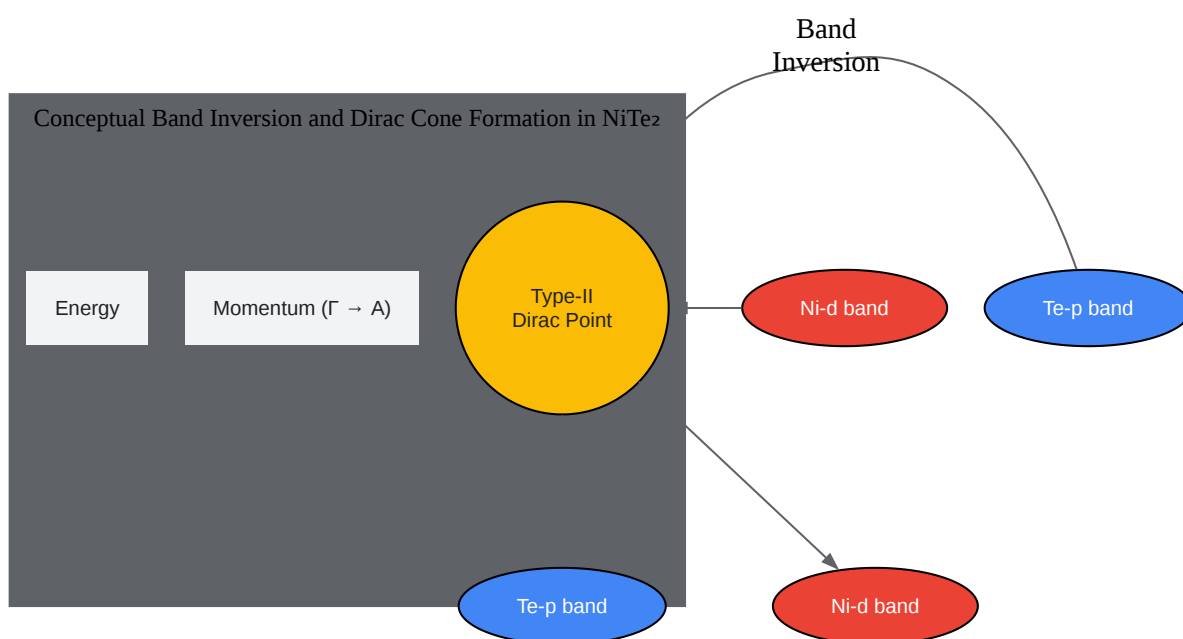 Band
Inversion
Conceptual Band Inversion and Dirac Cone Formation in NiTe₂
Energy
Momentum (Γ → A)
Type-II
Dirac Point
Ni-d band
Te-p band
Te-p band
Ni-d band